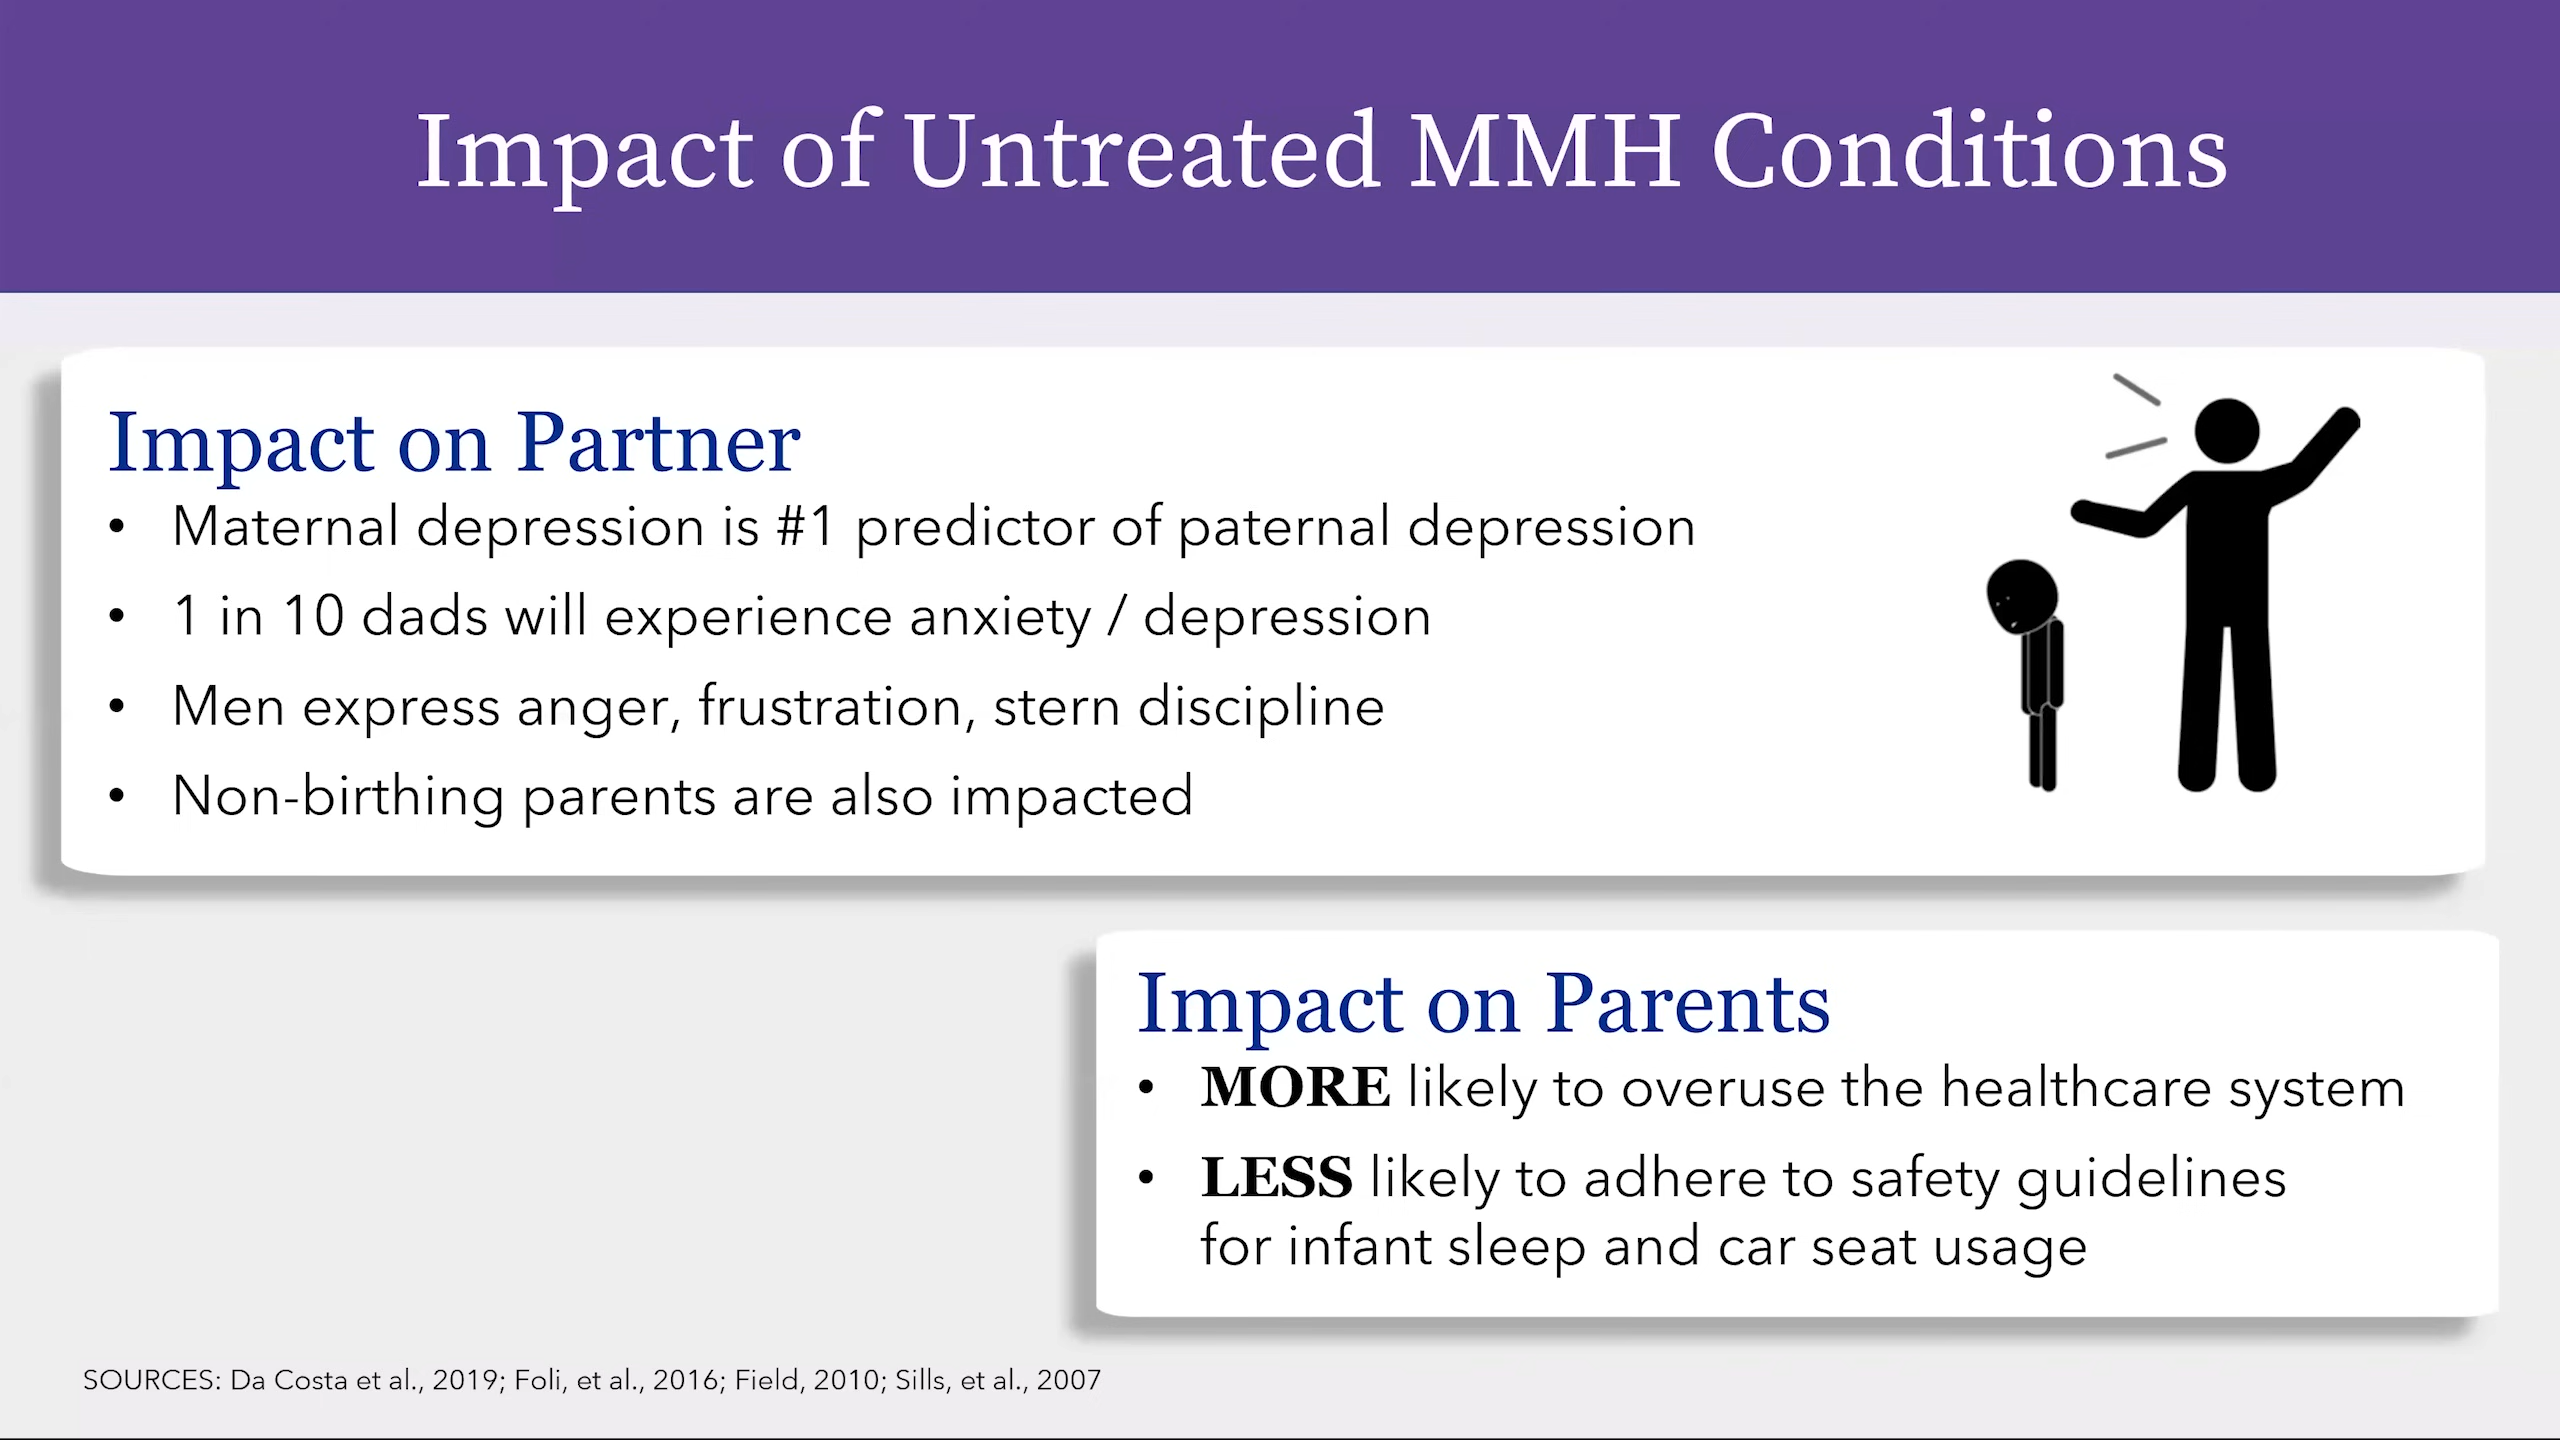 Impact of Untreated MMH Conditions
Impact on Partner
• Maternal depression is #1 predictor of paternal depression
• 1 in 10 dads will experience anxiety / depression
• Men express anger, frustration, stern discipline
• Non-birthing parents are also impacted
Impact on Parents
• MORE likely to overuse the healthcare system
• LESS likely to adhere to safety guidelines
for infant sleep and car seat usage
SOURCES: Da Costa et al., 2019; Foli, et al., 2016; Field, 2010; Sills, et al., 2007